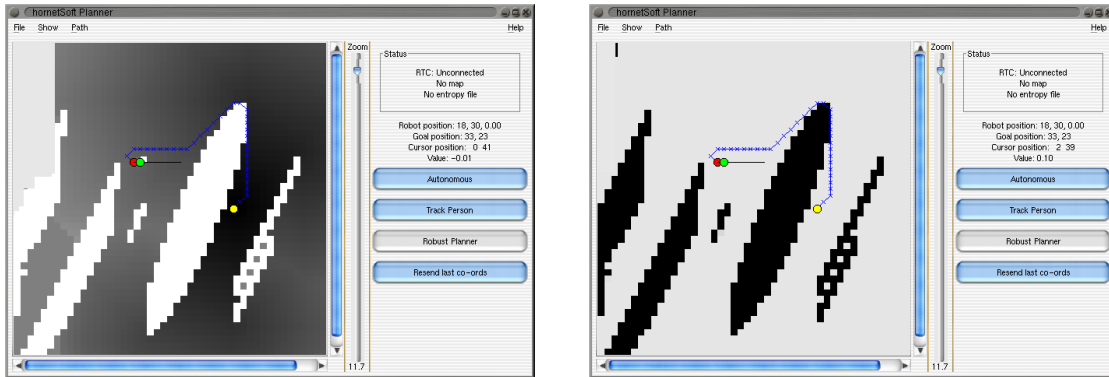 hornetSoft Planner
File Show Path Help
Zoom
Status
RTC: Unconnected
No map
No entropy file
Robot position: 18, 30, 0.00
Goal position: 33, 23
Cursor position: 0 41
Value: -0.01
Autonomous
Track Person
Robust Planner
Resend last co-ords
11.7
hornetSoft Planner
File Show Path Help
Zoom
Status
RTC: Unconnected
No map
No entropy file
Robot position: 18, 30, 0.00
Goal position: 33, 23
Cursor position: 2 39
Value: 0.10
Autonomous
Track Person
Robust Planner
Resend last co-ords
11.7